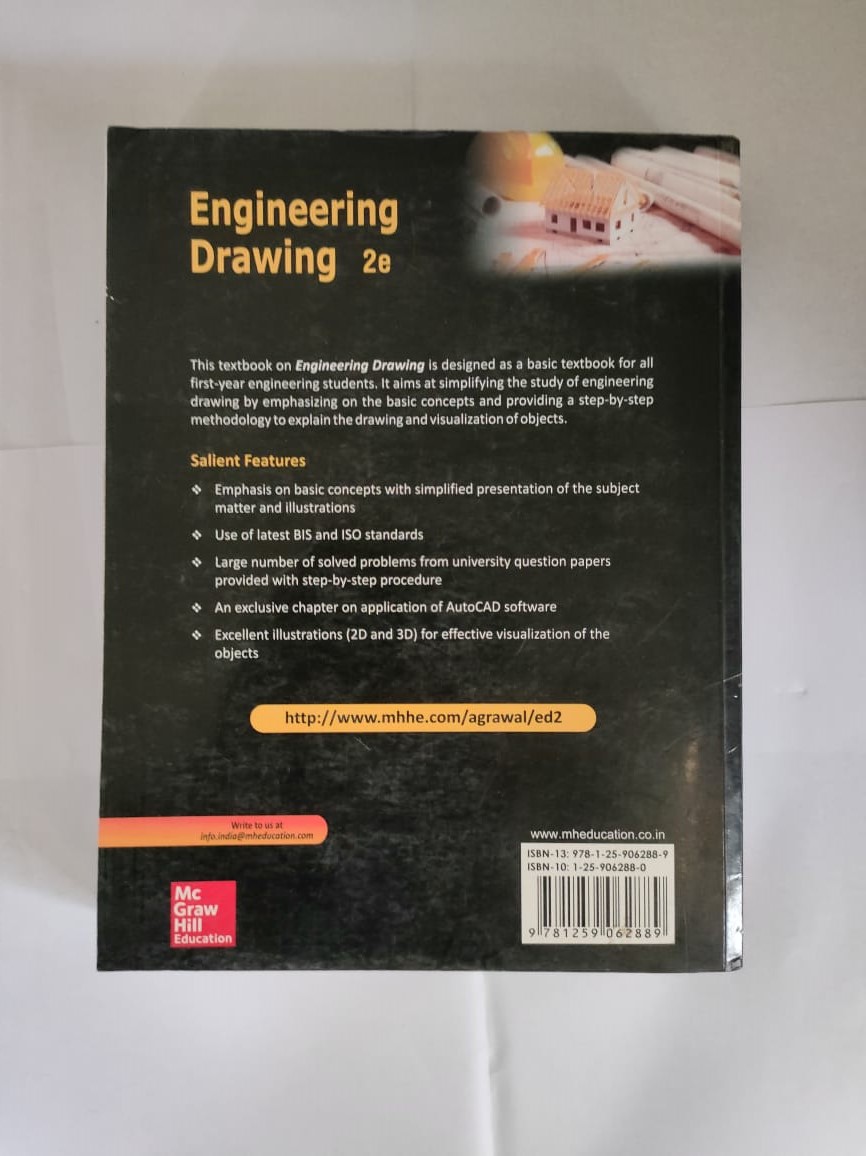 Engineering
Drawing 2e
This textbook on Engineering Drawing is designed as a basic textbook for all
first-year engineering students. It aims at simplifying the study of engineering
drawing by emphasizing on the basic concepts and providing a step-by-step
methodology to explain the drawing and visualization of objects.
Salient Features
❖ Emphasis on basic concepts with simplified presentation of the subject
matter and illustrations
❖ Use of latest BIS and ISO standards
❖ Large number of solved problems from university question papers
provided with step-by-step procedure
❖ An exclusive chapter on application of AutoCAD software
❖ Excellent illustrations (2D and 3D) for effective visualization of the
objects
http://www.mhhe.com/agrawal/ed2
Write to us at
info.india@mheducation.com
Mc
Graw
Hill
Education
www.mheducation.co.in
ISBN-13: 978-1-25-906288-9
ISBN-10: 1-25-906288-0
9 781259 062889